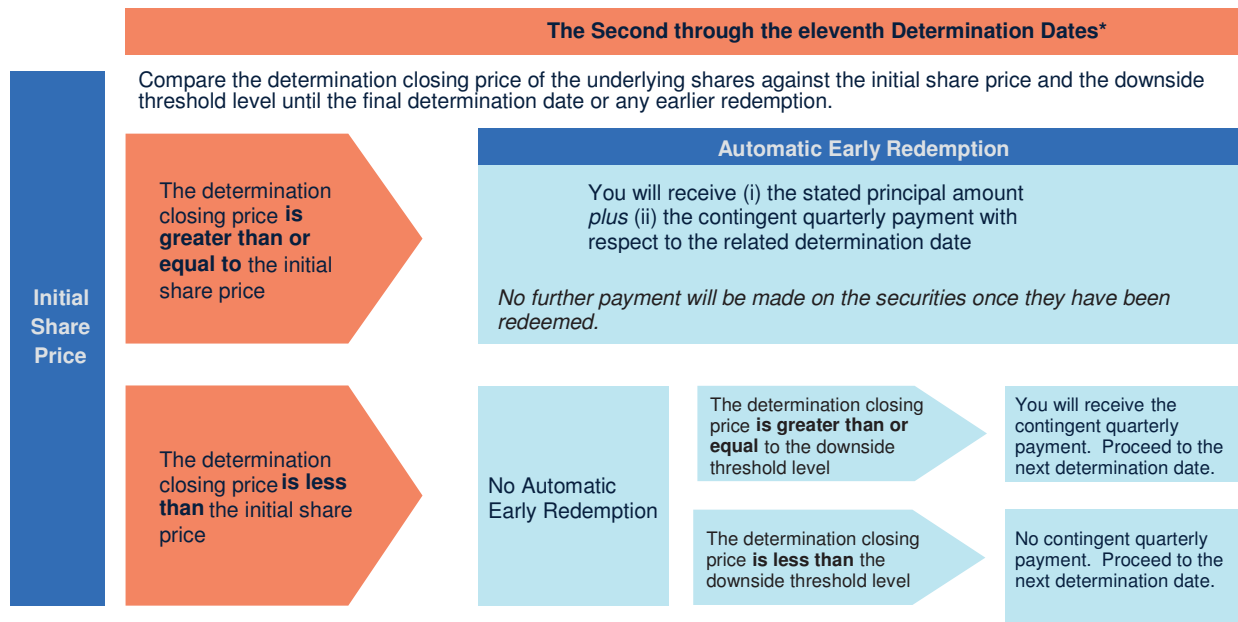 The Second through the eleventh Determination Dates*
Compare the determination closing price of the underlying shares against the initial share price and the downside
threshold level until the final determination date or any earlier redemption.
Initial
Share
Price
The determination
closing price is
greater than or
equal to the initial
share price
Automatic Early Redemption
You will receive (i) the stated principal amount
plus (ii) the contingent quarterly payment with
respect to the related determination date
No further payment will be made on the securities once they have been
redeemed.
The determination
closing price is less
than the initial share
price
No Automatic
Early Redemption
The determination closing
price is greater than or
equal to the downside
threshold level
You will receive the
contingent quarterly
payment. Proceed to the
next determination date.
The determination closing
price is less than the
downside threshold level
No contingent quarterly
payment. Proceed to the
next determination date.